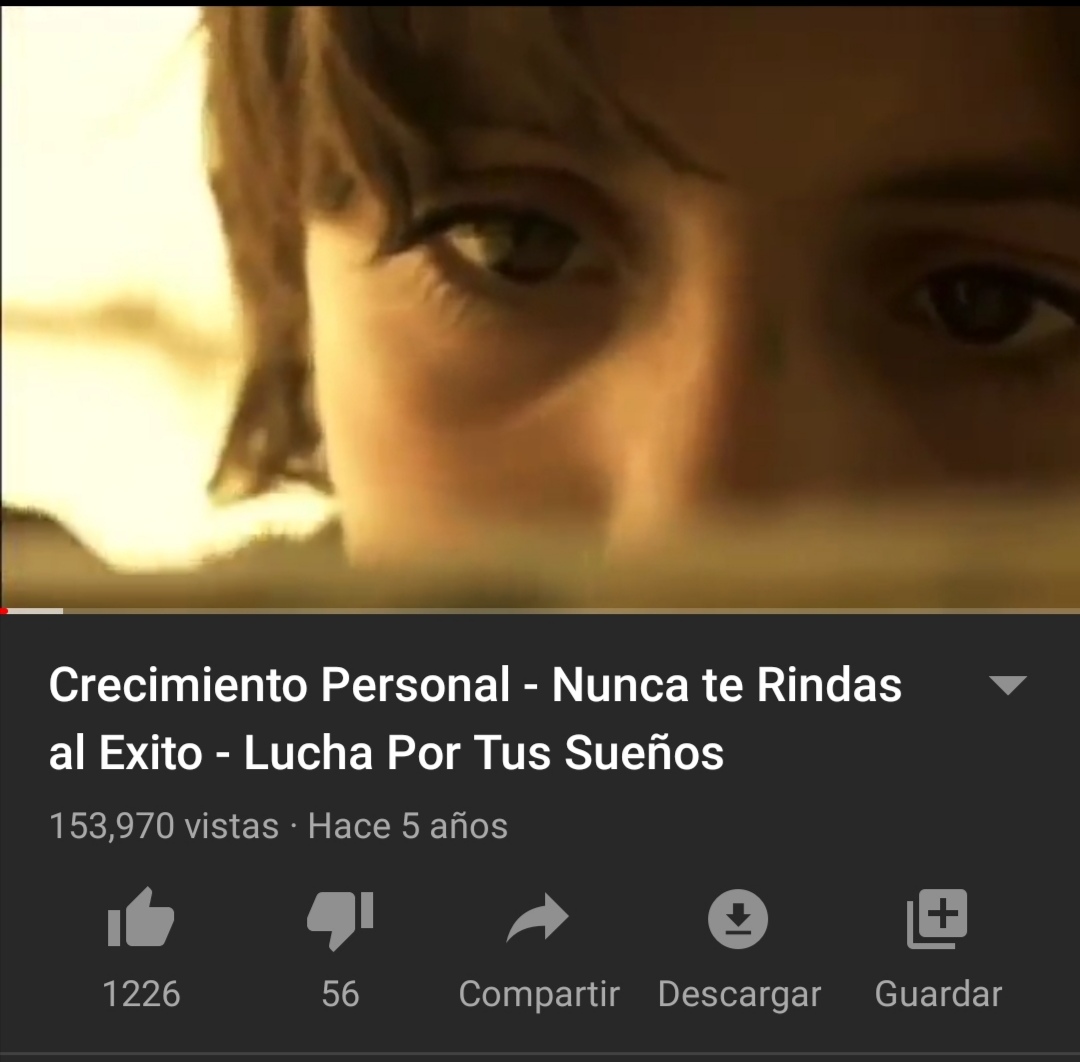 Crecimiento Personal - Nunca te Rindas
al Exito - Lucha Por Tus Sueños
153,970 vistas · Hace 5 años
1226 56 Compartir Descargar Guardar